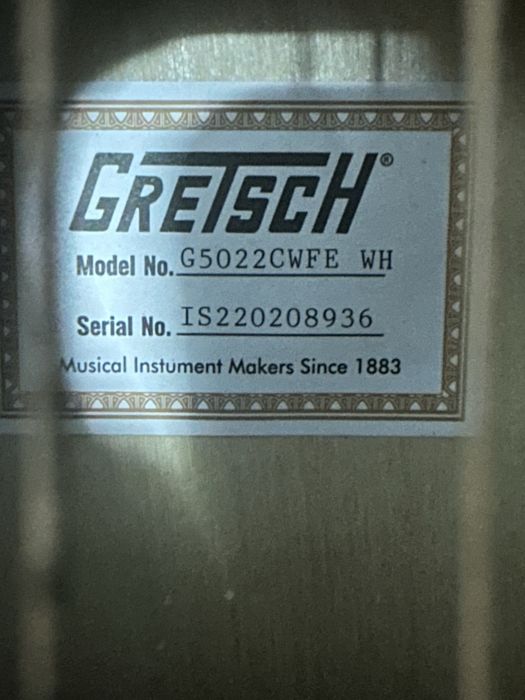 GRETSCH®
Model No. G5022CWFE WH
Serial No. IS220208936
Musical Instument Makers Since 1883